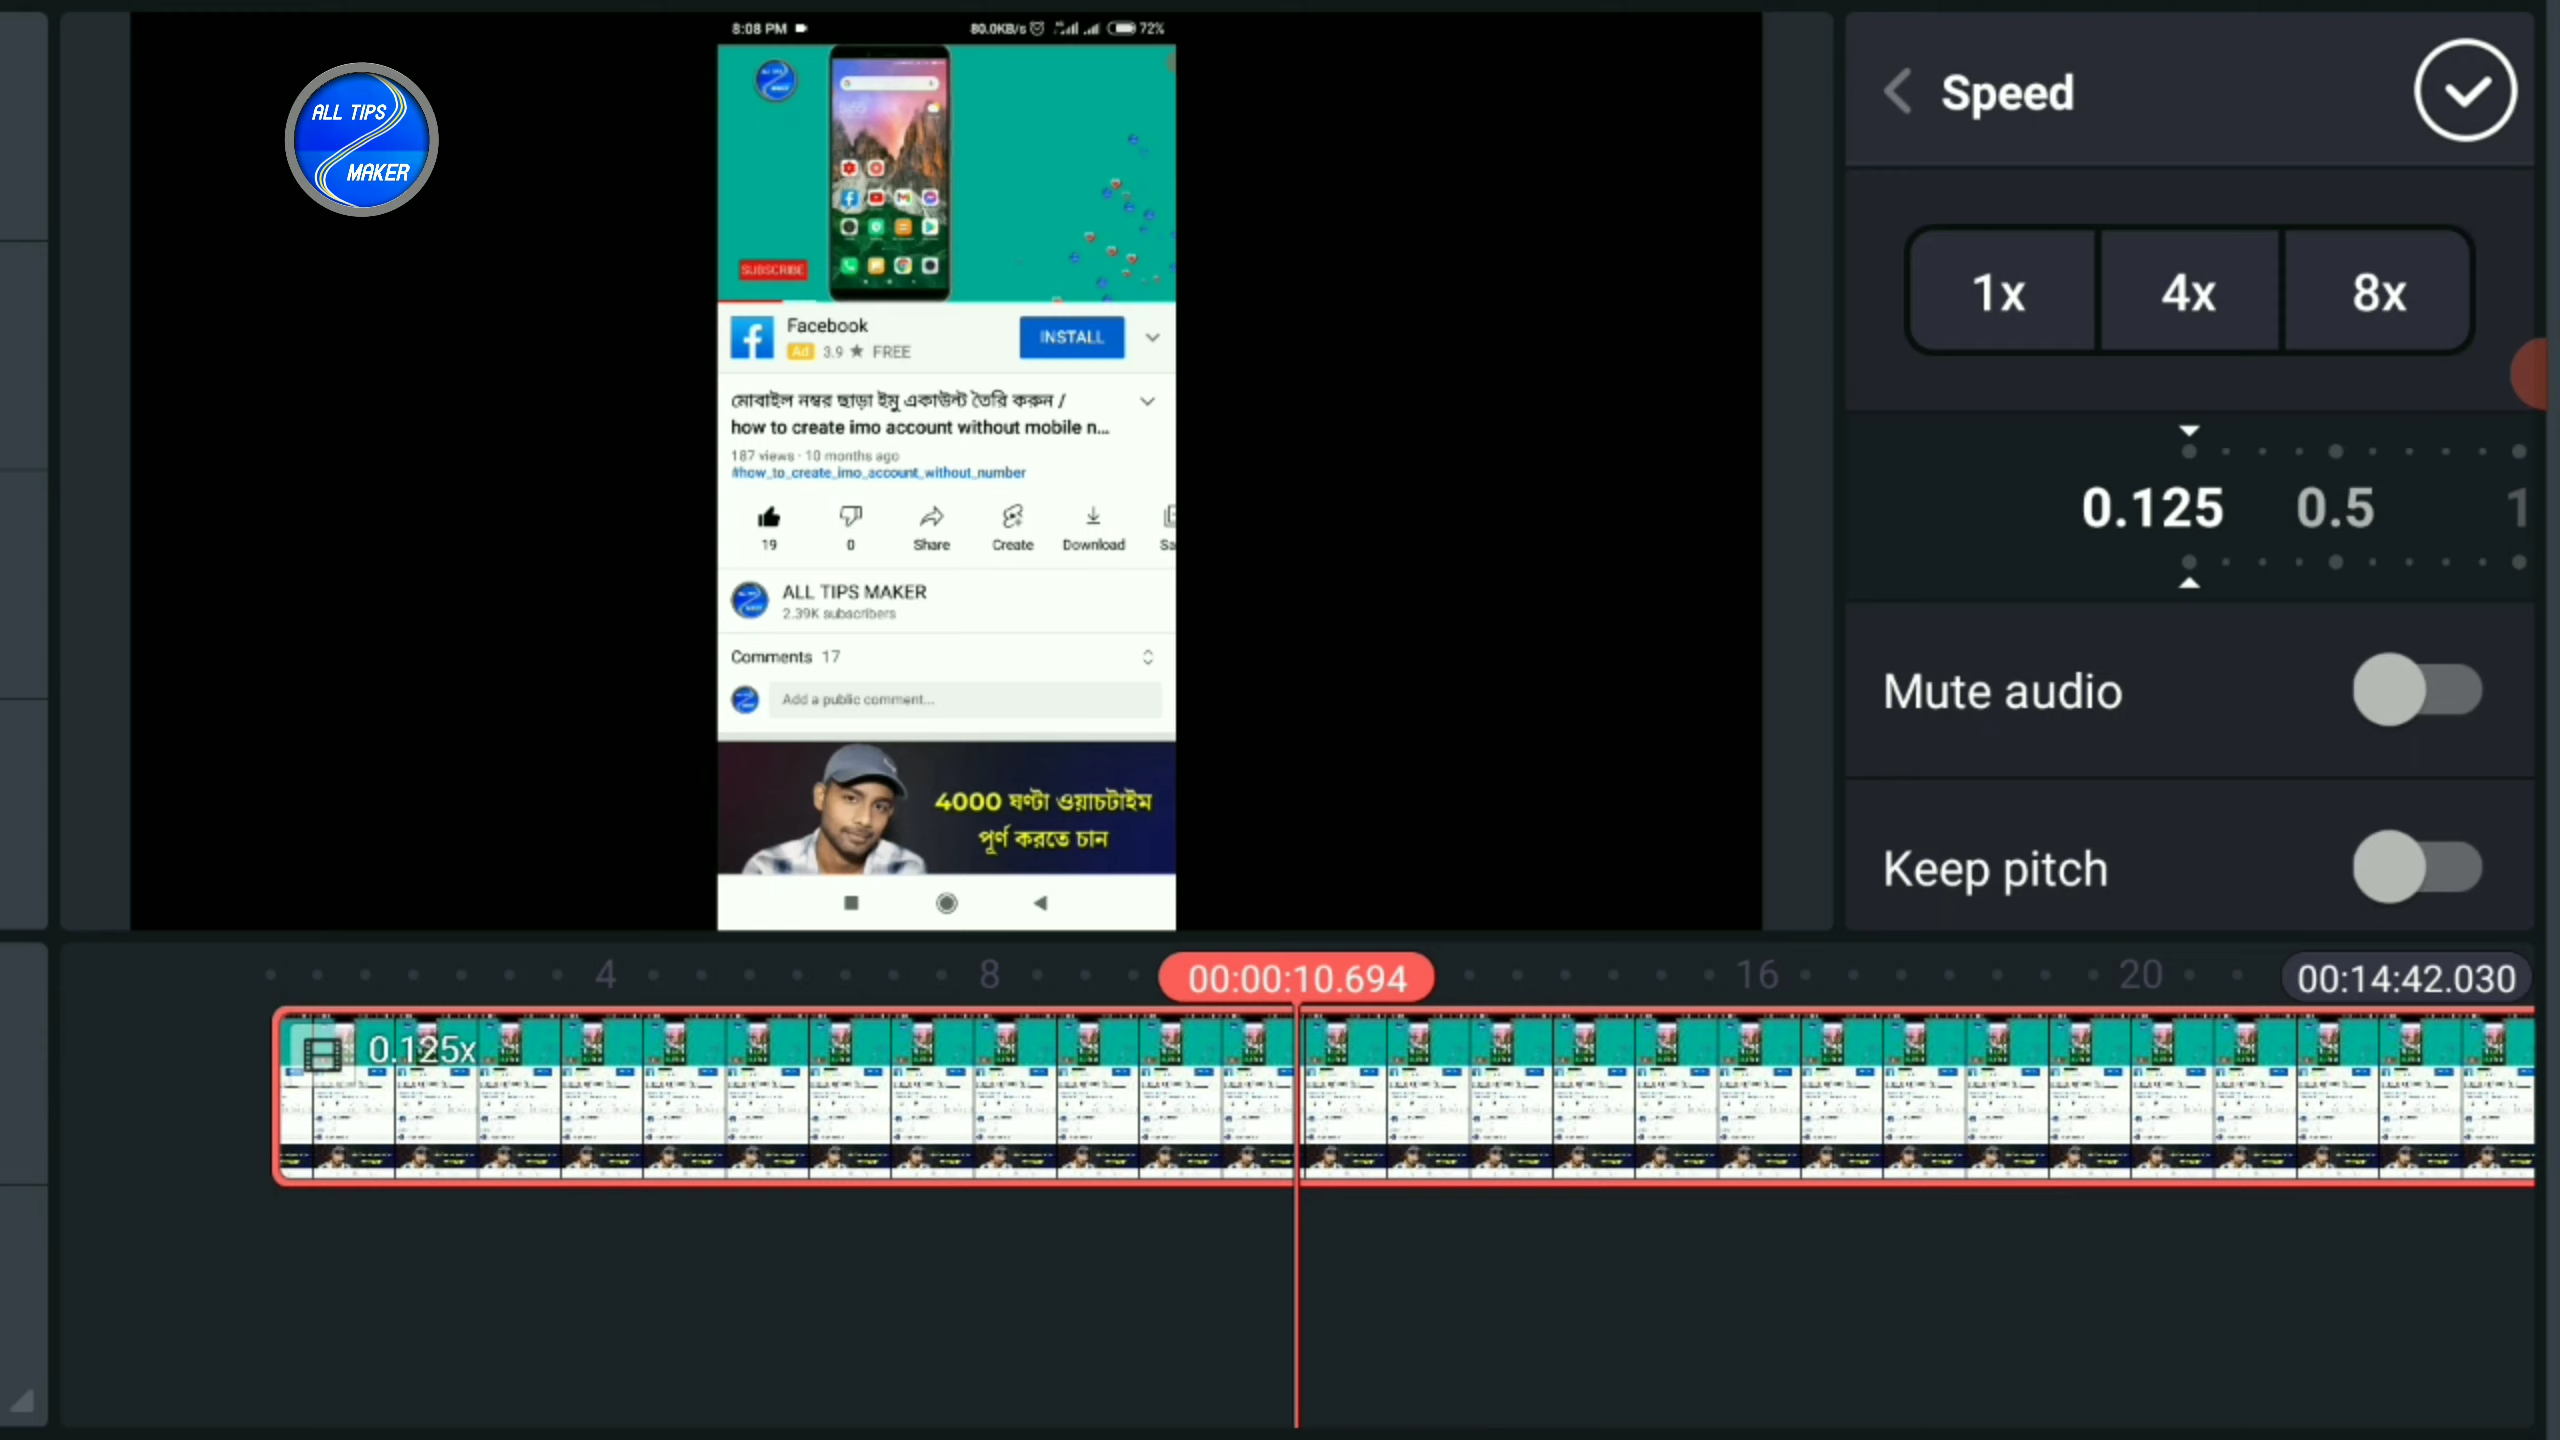 8:08 PM
80.0KB/s
72%
ALL TIPS
MAKER
SUBSCRIBE
Facebook
INSTALL
Ad 3.9 ★ FREE
মোবাইল নম্বর ছাড়া ইমু একাউন্ট তৈরি করুন /
how to create imo account without mobile n...
187 views · 10 months ago
#how_to_create_imo_account_without_number
19
0
Share
Create
Download
Sa
ALL TIPS MAKER
2.39K subscribers
Comments 17
Add a public comment...
4000 ঘণ্টা ওয়াচটাইম
পূর্ণ করতে চান
Speed
1x
4x
8x
0.125
0.5
1
Mute audio
Keep pitch
4
8
00:00:10.694
16
20
00:14:42.030
0.125x